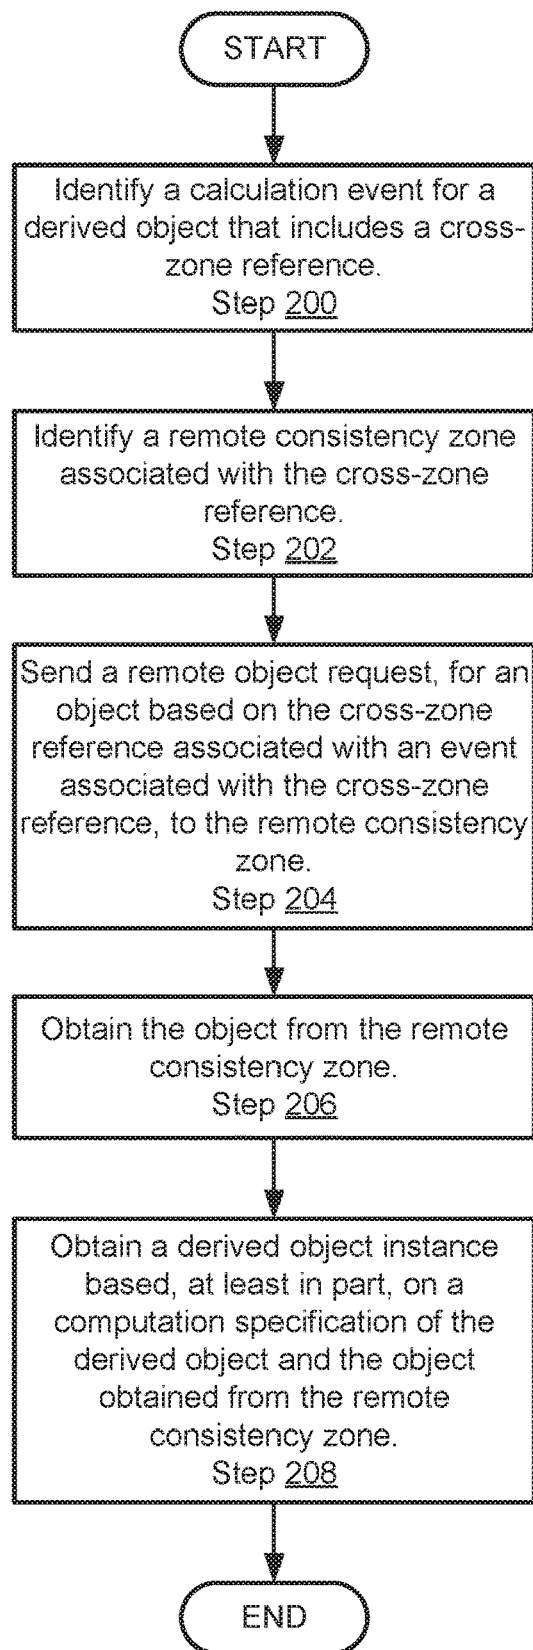 START
Identify a calculation event for a
derived object that includes a cross-
zone reference.
Step 200
Identify a remote consistency zone
associated with the cross-zone
reference.
Step 202
Send a remote object request, for an
object based on the cross-zone
reference associated with an event
associated with the cross-zone
reference, to the remote consistency
zone.
Step 204
Obtain the object from the remote
consistency zone.
Step 206
Obtain a derived object instance
based, at least in part, on a
computation specification of the
derived object and the object
obtained from the remote
consistency zone.
Step 208
END